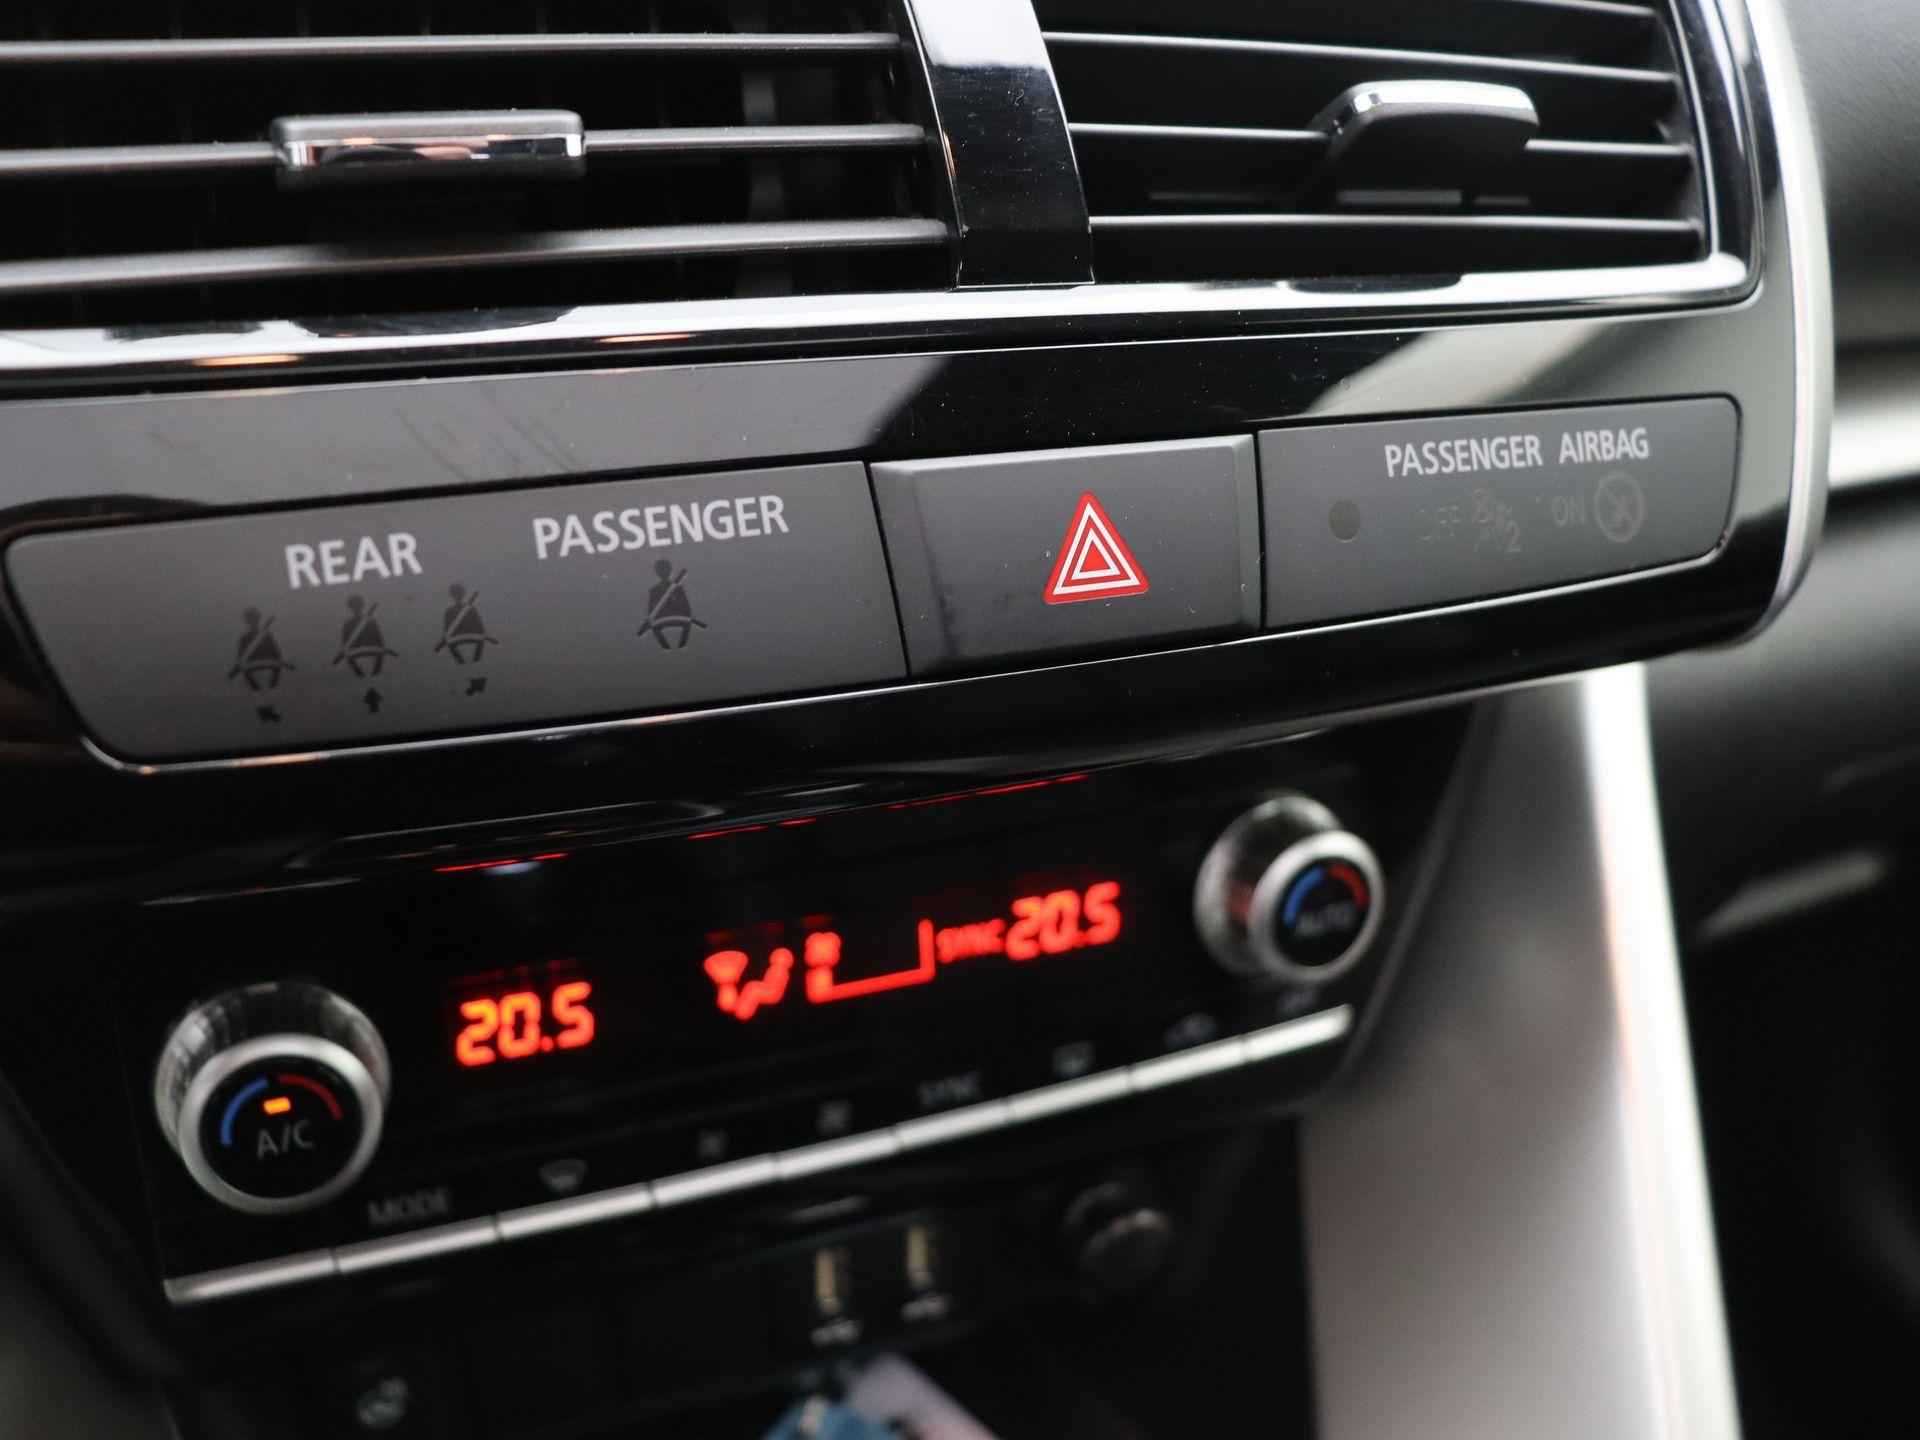 PASSENGER AIRBAG
OFF ON
REAR PASSENGER
20.5 SYNC 20.5
AUTO
A/C
MODE SYNC